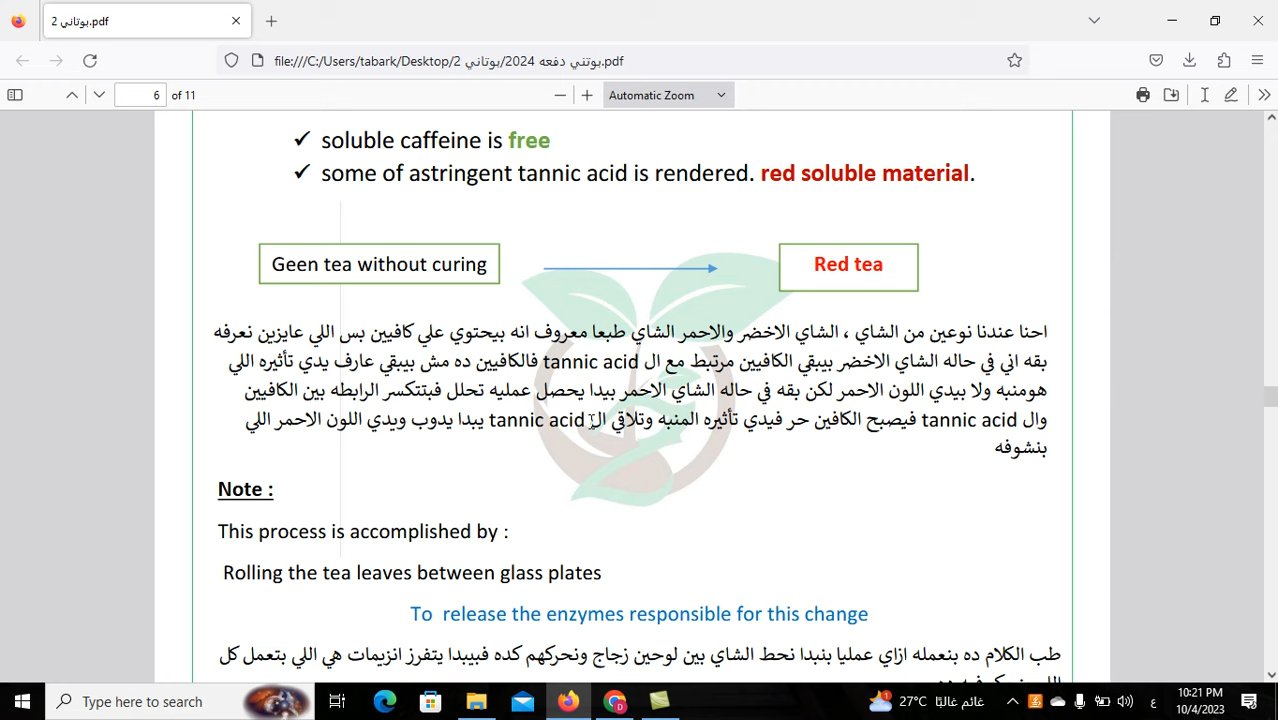 بوتاني 2.pdf
file:///C:/Users/tabark/Desktop/بوتني دفعه 2024/بوتاني 2.pdf
6 of 11
Automatic Zoom
✓ soluble caffeine is free
✓ some of astringent tannic acid is rendered. red soluble material.
Geen tea without curing
Red tea
احنا عندنا نوعين من الشاي ، الشاي الاخضر والاحمر الشاي طبعا معروف انه بيحتوي علي كافيين بس اللي عايزين نعرفه
بقه اني في حاله الشاي الاخضر بيبقي الكافيين مرتبط مع ال tannic acid فالكافيين ده مش بيبقي عارف يدي تأثيره اللي
هومنبه ولا بيدي اللون الاحمر لكن بقه في حاله الشاي الاحمر بيدا يحصل عمليه تحلل فبتتكسر الرابطه بين الكافيين
وال tannic acid فيصبح الكافين حر فيدي تأثيره المنبه وتلاقي ال tannic acid يبدا يدوب ويدي اللون الاحمر اللي
بنشوفه
Note :
This process is accomplished by :
Rolling the tea leaves between glass plates
To release the enzymes responsible for this change
طب الكلام ده بنعمله ازاي عمليا بنبدا نحط الشاي بين لوحين زجاج ونحركهم كده فبيبدا يتفرز انزيمات هي اللي بتعمل كل
Type here to search
27°C غائم غالبًا
ع
10:21 PM
10/4/2023